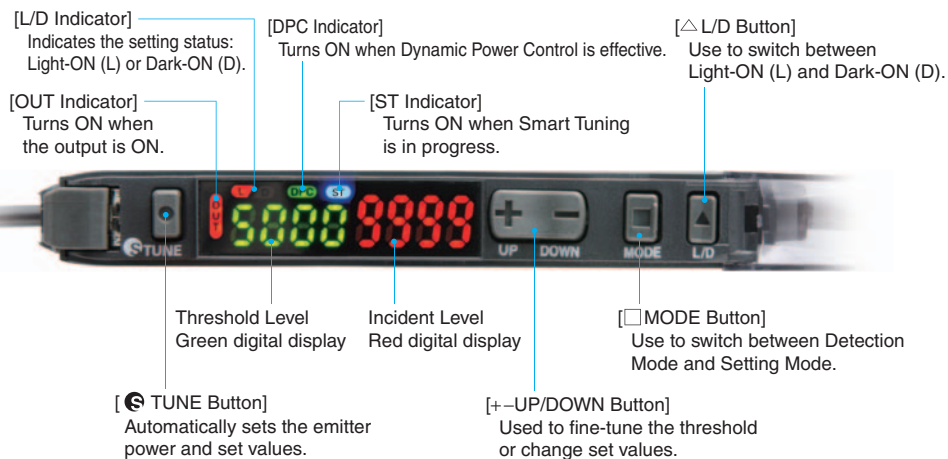 [L/D Indicator]
Indicates the setting status:
Light-ON (L) or Dark-ON (D).
[DPC Indicator]
Turns ON when Dynamic Power Control is effective.
[△ L/D Button]
Use to switch between
Light-ON (L) and Dark-ON (D).
[OUT Indicator]
Turns ON when
the output is ON.
[ST Indicator]
Turns ON when Smart Tuning
is in progress.
L
DPC
ST
OUT
5000
9999
+ −
UP DOWN
STUNE
MODE
L/D
Threshold Level
Green digital display
Incident Level
Red digital display
[□MODE Button]
Use to switch between Detection
Mode and Setting Mode.
[ S TUNE Button]
Automatically sets the emitter
power and set values.
[+−UP/DOWN Button]
Used to fine-tune the threshold
or change set values.